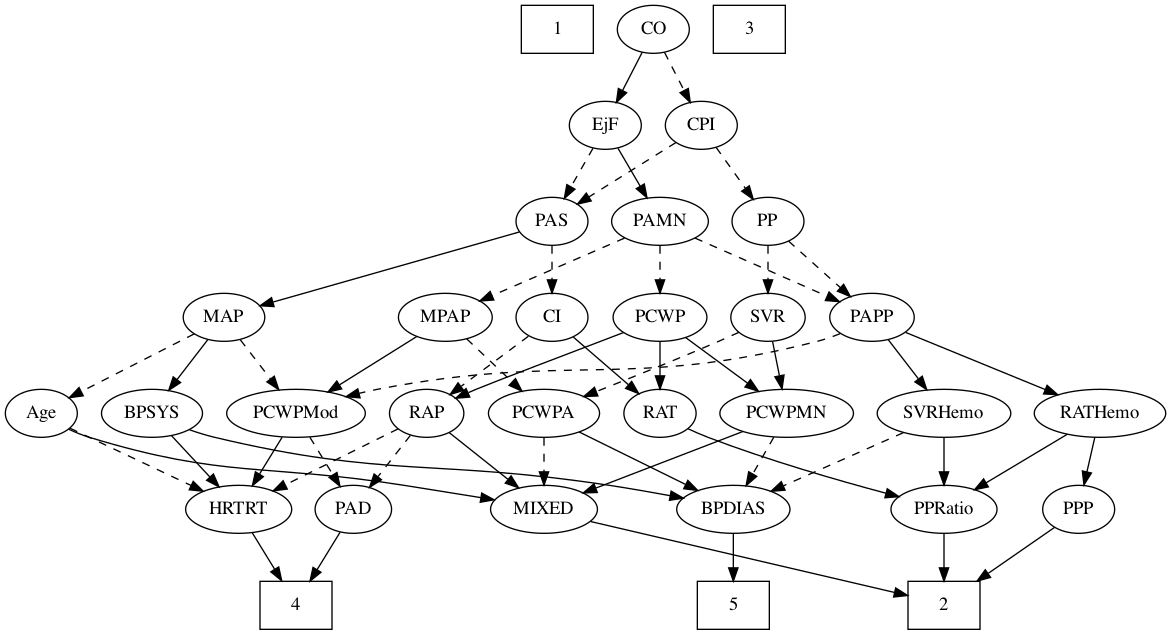 1 CO 3
EjF CPI
PAS PAMN PP
MAP MPAP CI PCWP SVR PAPP
Age BPSYS PCWPMod RAP PCWPA RAT PCWPMN SVRHemo RATHemo
HRTRT PAD MIXED BPDIAS PPRatio PPP
4 5 2